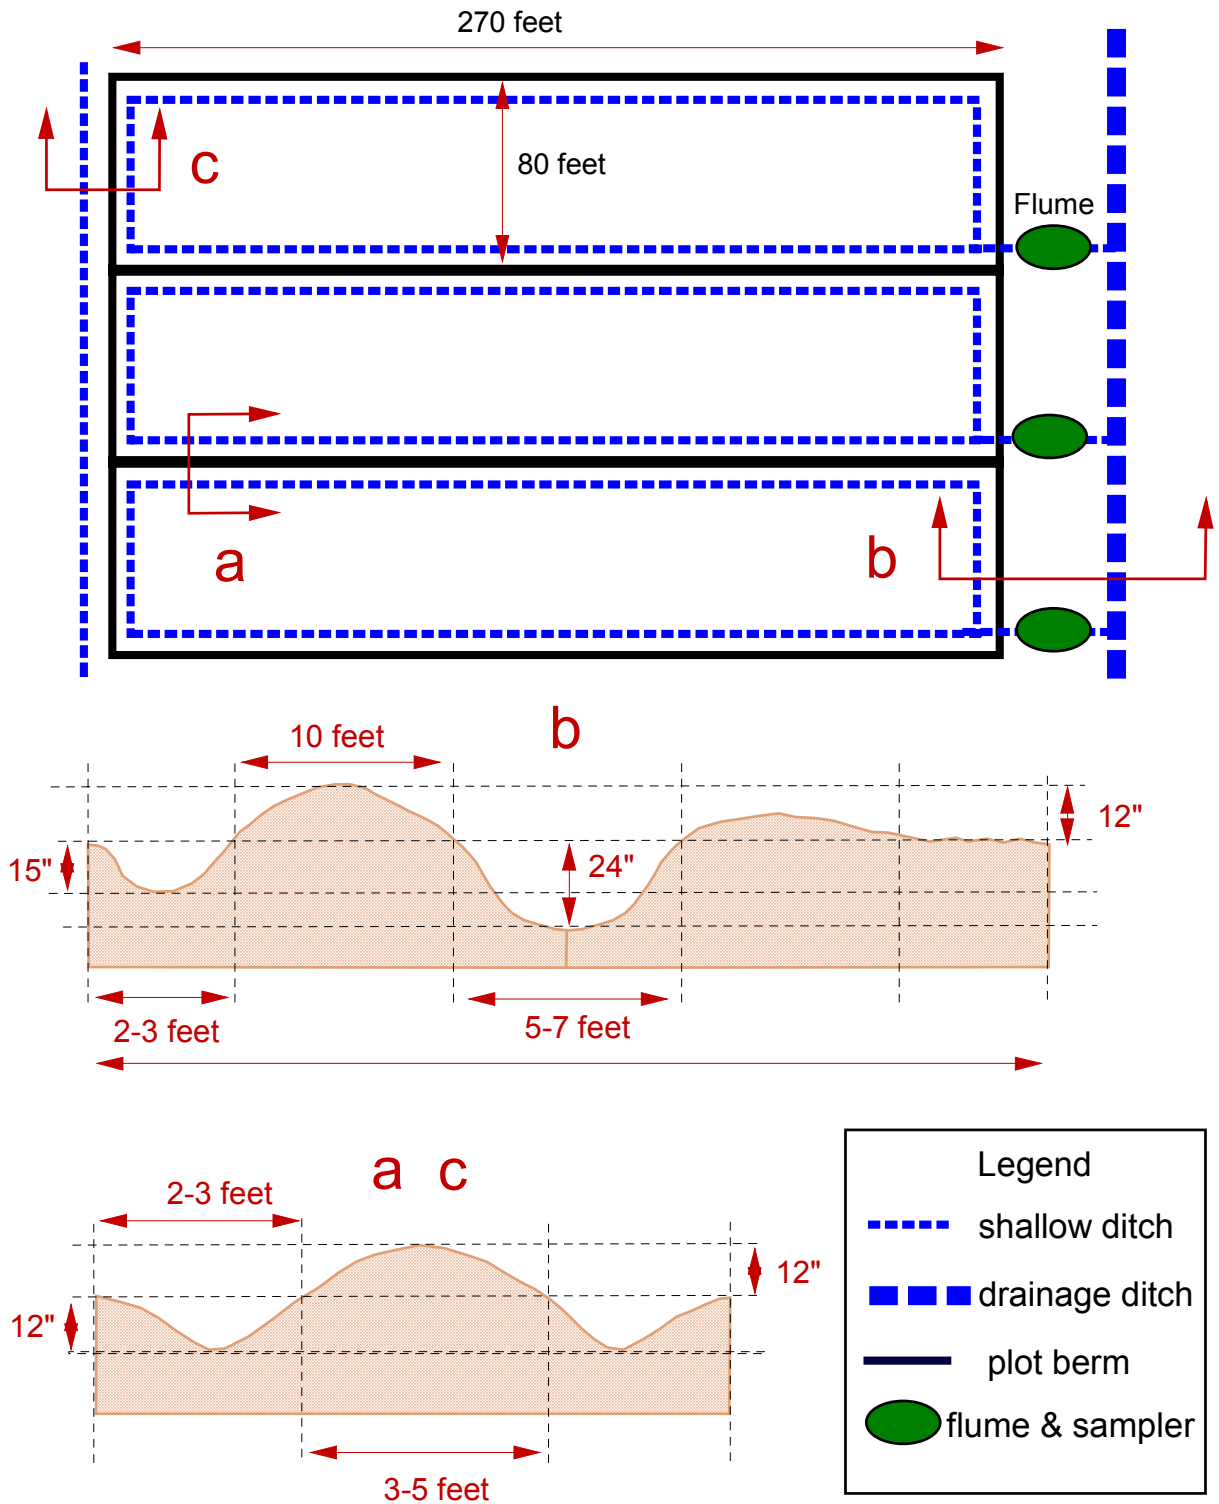 270 feet
80 feet
c
Flume
a
b
b
10 feet
12"
15"
24"
2-3 feet
5-7 feet
a c
2-3 feet
12"
12"
3-5 feet
Legend
shallow ditch
drainage ditch
plot berm
flume & sampler